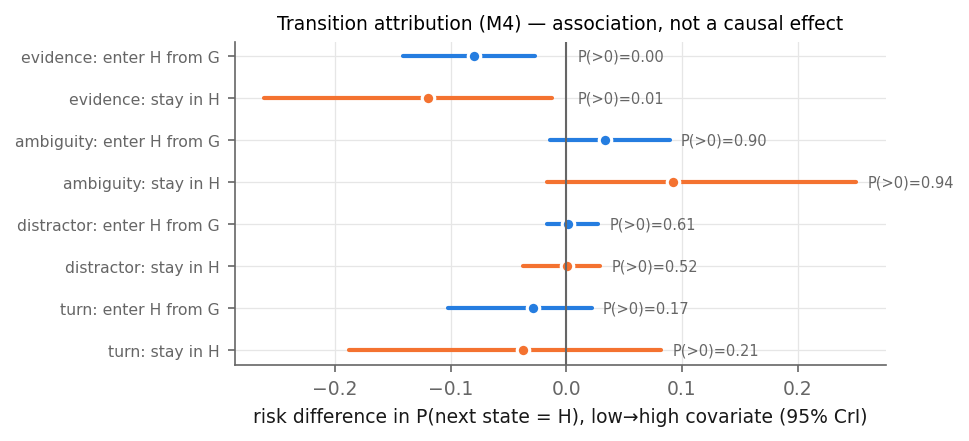 Transition attribution (M4) — association, not a causal effect
evidence: enter H from G
P(>0)=0.00
evidence: stay in H
P(>0)=0.01
ambiguity: enter H from G
P(>0)=0.90
ambiguity: stay in H
P(>0)=0.94
distractor: enter H from G
P(>0)=0.61
distractor: stay in H
P(>0)=0.52
turn: enter H from G
P(>0)=0.17
turn: stay in H
P(>0)=0.21
−0.2 −0.1 0.0 0.1 0.2
risk difference in P(next state = H), low→high covariate (95% CrI)